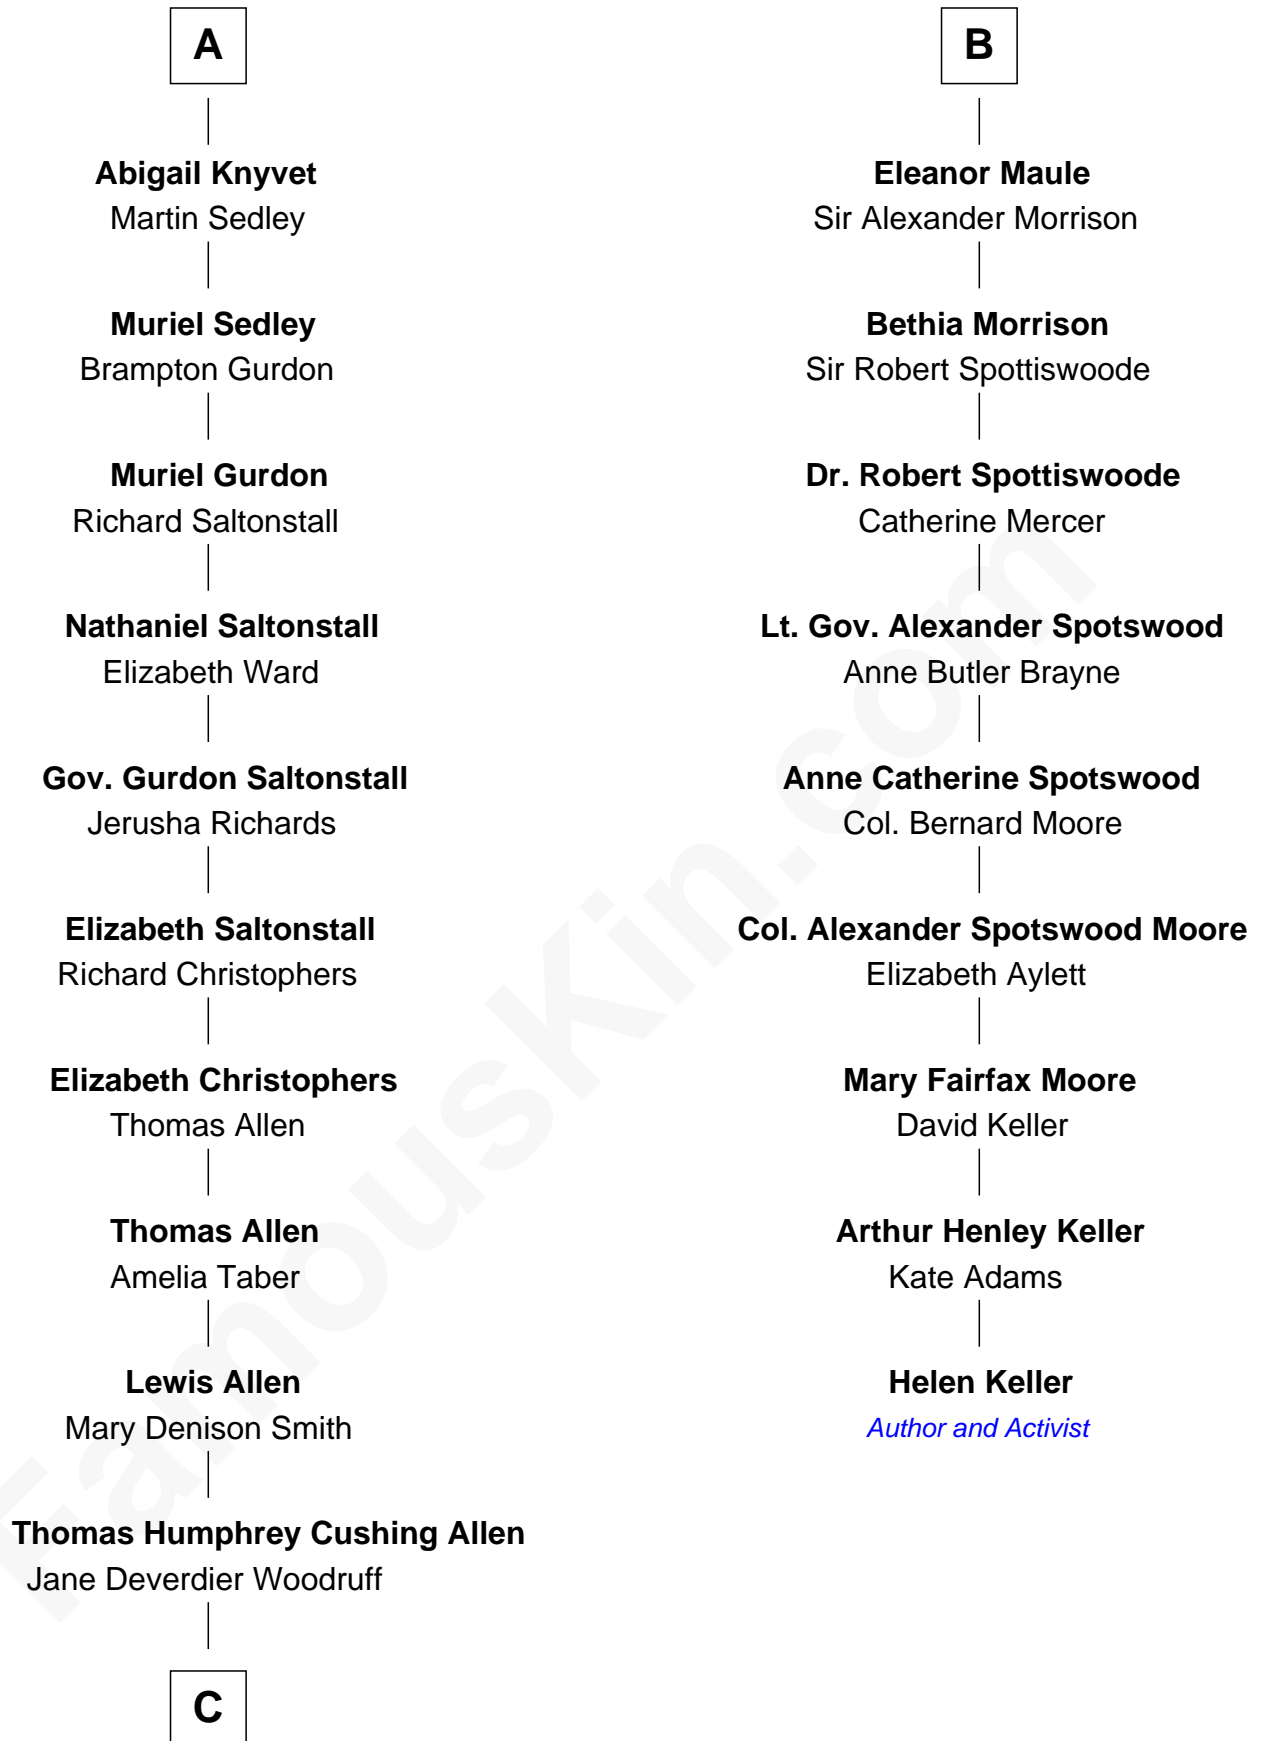 A
Abigail Knyvet
Martin Sedley
Muriel Sedley
Brampton Gurdon
Muriel Gurdon
Richard Saltonstall
Nathaniel Saltonstall
Elizabeth Ward
Gov. Gurdon Saltonstall
Jerusha Richards
Elizabeth Saltonstall
Richard Christophers
Elizabeth Christophers
Thomas Allen
Thomas Allen
Amelia Taber
Lewis Allen
Mary Denison Smith
Thomas Humphrey Cushing Allen
Jane Deverdier Woodruff
C
B
Eleanor Maule
Sir Alexander Morrison
Bethia Morrison
Sir Robert Spottiswoode
Dr. Robert Spottiswoode
Catherine Mercer
Lt. Gov. Alexander Spotswood
Anne Butler Brayne
Anne Catherine Spotswood
Col. Bernard Moore
Col. Alexander Spotswood Moore
Elizabeth Aylett
Mary Fairfax Moore
David Keller
Arthur Henley Keller
Kate Adams
Helen Keller
Author and Activist
FamousKin.com